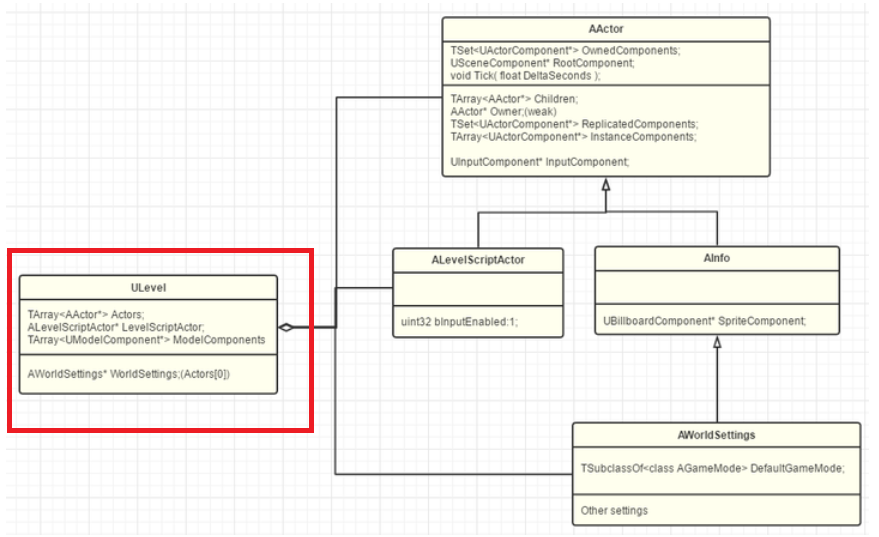 AActor
TSet<UActorComponent*> OwnedComponents;
USceneComponent* RootComponent;
void Tick( float DeltaSeconds );
TArray<AActor*> Children;
AActor* Owner;(weak)
TSet<UActorComponent*> ReplicatedComponents;
TArray<UActorComponent*> InstanceComponents;
UInputComponent* InputComponent;
ALevelScriptActor
uint32 bInputEnabled:1;
AInfo
UBillboardComponent* SpriteComponent;
ULevel
TArray<AActor*> Actors;
ALevelScriptActor* LevelScriptActor;
TArray<UModelComponent*> ModelComponents
AWorldSettings* WorldSettings;(Actors[0])
AWorldSettings
TSubclassOf<class AGameMode> DefaultGameMode;
Other settings